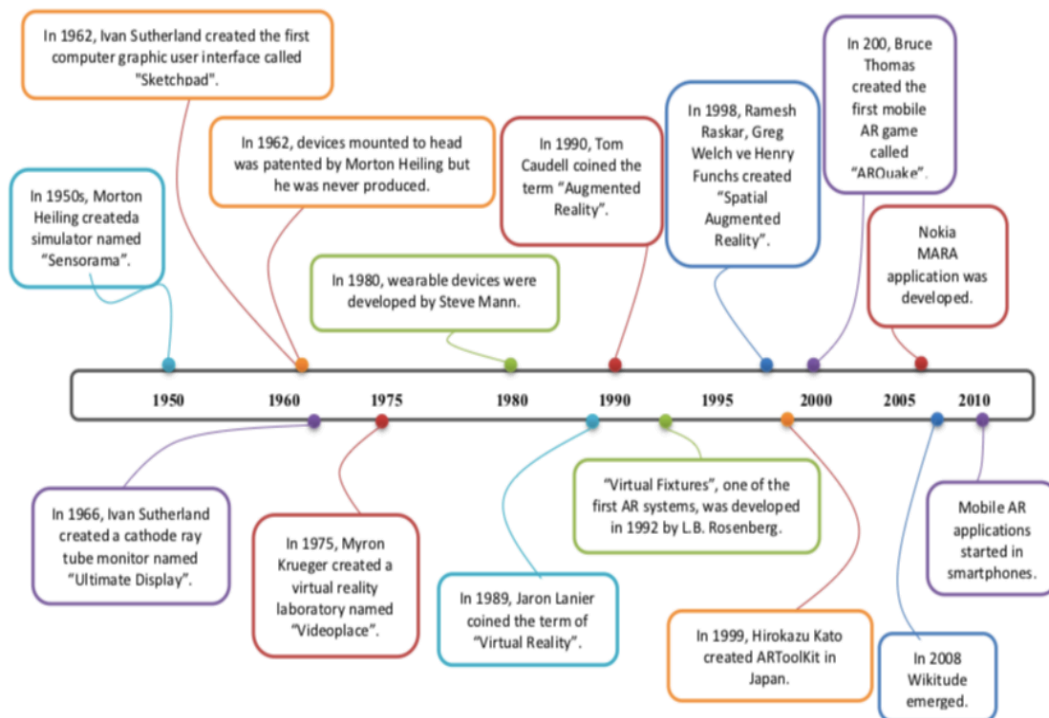 In 1962, Ivan Sutherland created the first
computer graphic user interface called
"Sketchpad".
In 1962, devices mounted to head
was patented by Morton Heiling but
he was never produced.
In 1950s, Morton
Heiling createda
simulator named
"Sensorama".
In 1980, wearable devices were
developed by Steve Mann.
In 1990, Tom
Caudell coined the
term “Augmented
Reality”.
In 1998, Ramesh
Raskar, Greg
Welch ve Henry
Funchs created
“Spatial
Augmented
Reality”.
In 200, Bruce
Thomas
created the
first mobile
AR game
called
“ARQuake”.
Nokia
MARA
application was
developed.
1950 1960 1975 1980 1990 1995 2000 2005 2010
In 1966, Ivan Sutherland
created a cathode ray
tube monitor named
“Ultimate Display”.
In 1975, Myron
Krueger created a
virtual reality
laboratory named
“Videoplace”.
In 1989, Jaron Lanier
coined the term of
“Virtual Reality”.
“Virtual Fixtures”, one of the
first AR systems, was developed
in 1992 by L.B. Rosenberg.
In 1999, Hirokazu Kato
created ARToolKit in
Japan.
In 2008
Wikitude
emerged.
Mobile AR
applications
started in
smartphones.